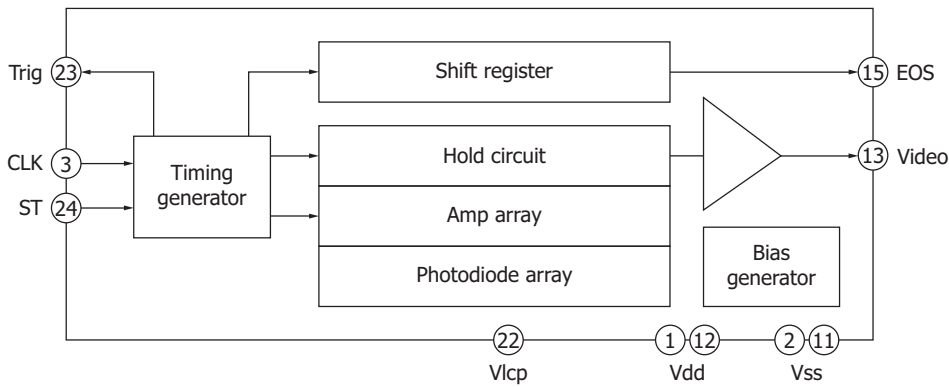 Shift register
Trig 23
15 EOS
Hold circuit
CLK 3
Timing
generator
13 Video
ST 24
Amp array
Photodiode array
Bias
generator
22
1 12
2 11
Vlcp
Vdd
Vss